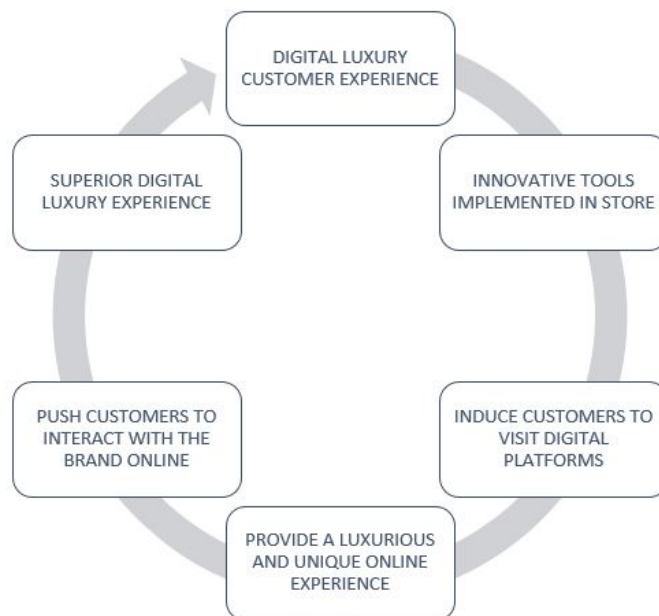 DIGITAL LUXURY
CUSTOMER EXPERIENCE
INNOVATIVE TOOLS
IMPLEMENTED IN STORE
INDUCE CUSTOMERS TO
VISIT DIGITAL
PLATFORMS
PROVIDE A LUXURIOUS
AND UNIQUE ONLINE
EXPERIENCE
PUSH CUSTOMERS TO
INTERACT WITH THE
BRAND ONLINE
SUPERIOR DIGITAL
LUXURY EXPERIENCE